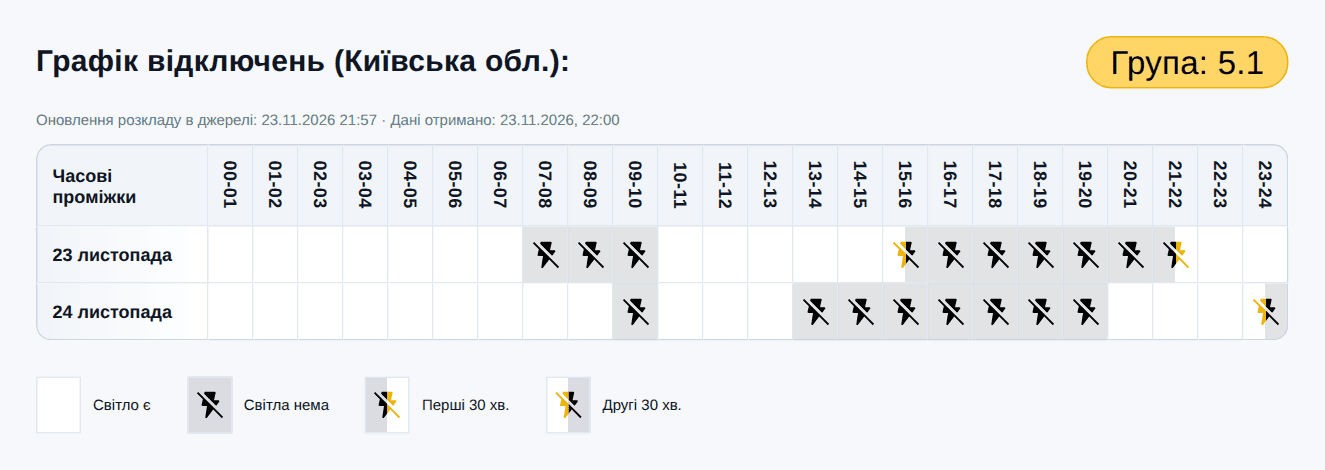 Графік відключень (Київська обл.):
Група: 5.1
Оновлення розкладу в джерелі: 23.11.2026 21:57 · Дані отримано: 23.11.2026, 22:00
Часові
проміжки
00-01
01-02
02-03
03-04
04-05
05-06
06-07
07-08
08-09
09-10
10-11
11-12
12-13
13-14
14-15
15-16
16-17
17-18
18-19
19-20
20-21
21-22
22-23
23-24
23 листопада
24 листопада
Світло є
Світла нема
Перші 30 хв.
Другі 30 хв.